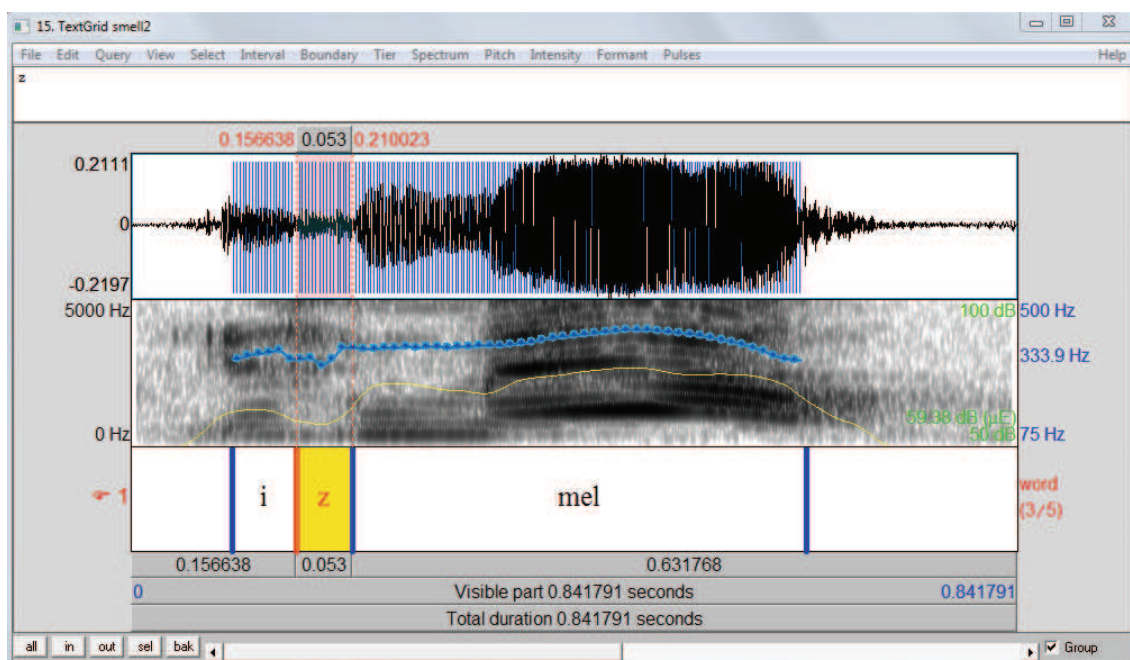 15. TextGrid smell2
File Edit Query View Select Interval Boundary Tier Spectrum Pitch Intensity Formant Pulses Help
z
0.156638 0.053 0.210023
0.2111
0
-0.2197
5000 Hz 100 dB 500 Hz
333.9 Hz
59.38 dB (µE)
0 Hz 50 dB 75 Hz
1 i z mel word
(3/5)
0.156638 0.053 0.631768
0 Visible part 0.841791 seconds 0.841791
Total duration 0.841791 seconds
all in out sel bak Group